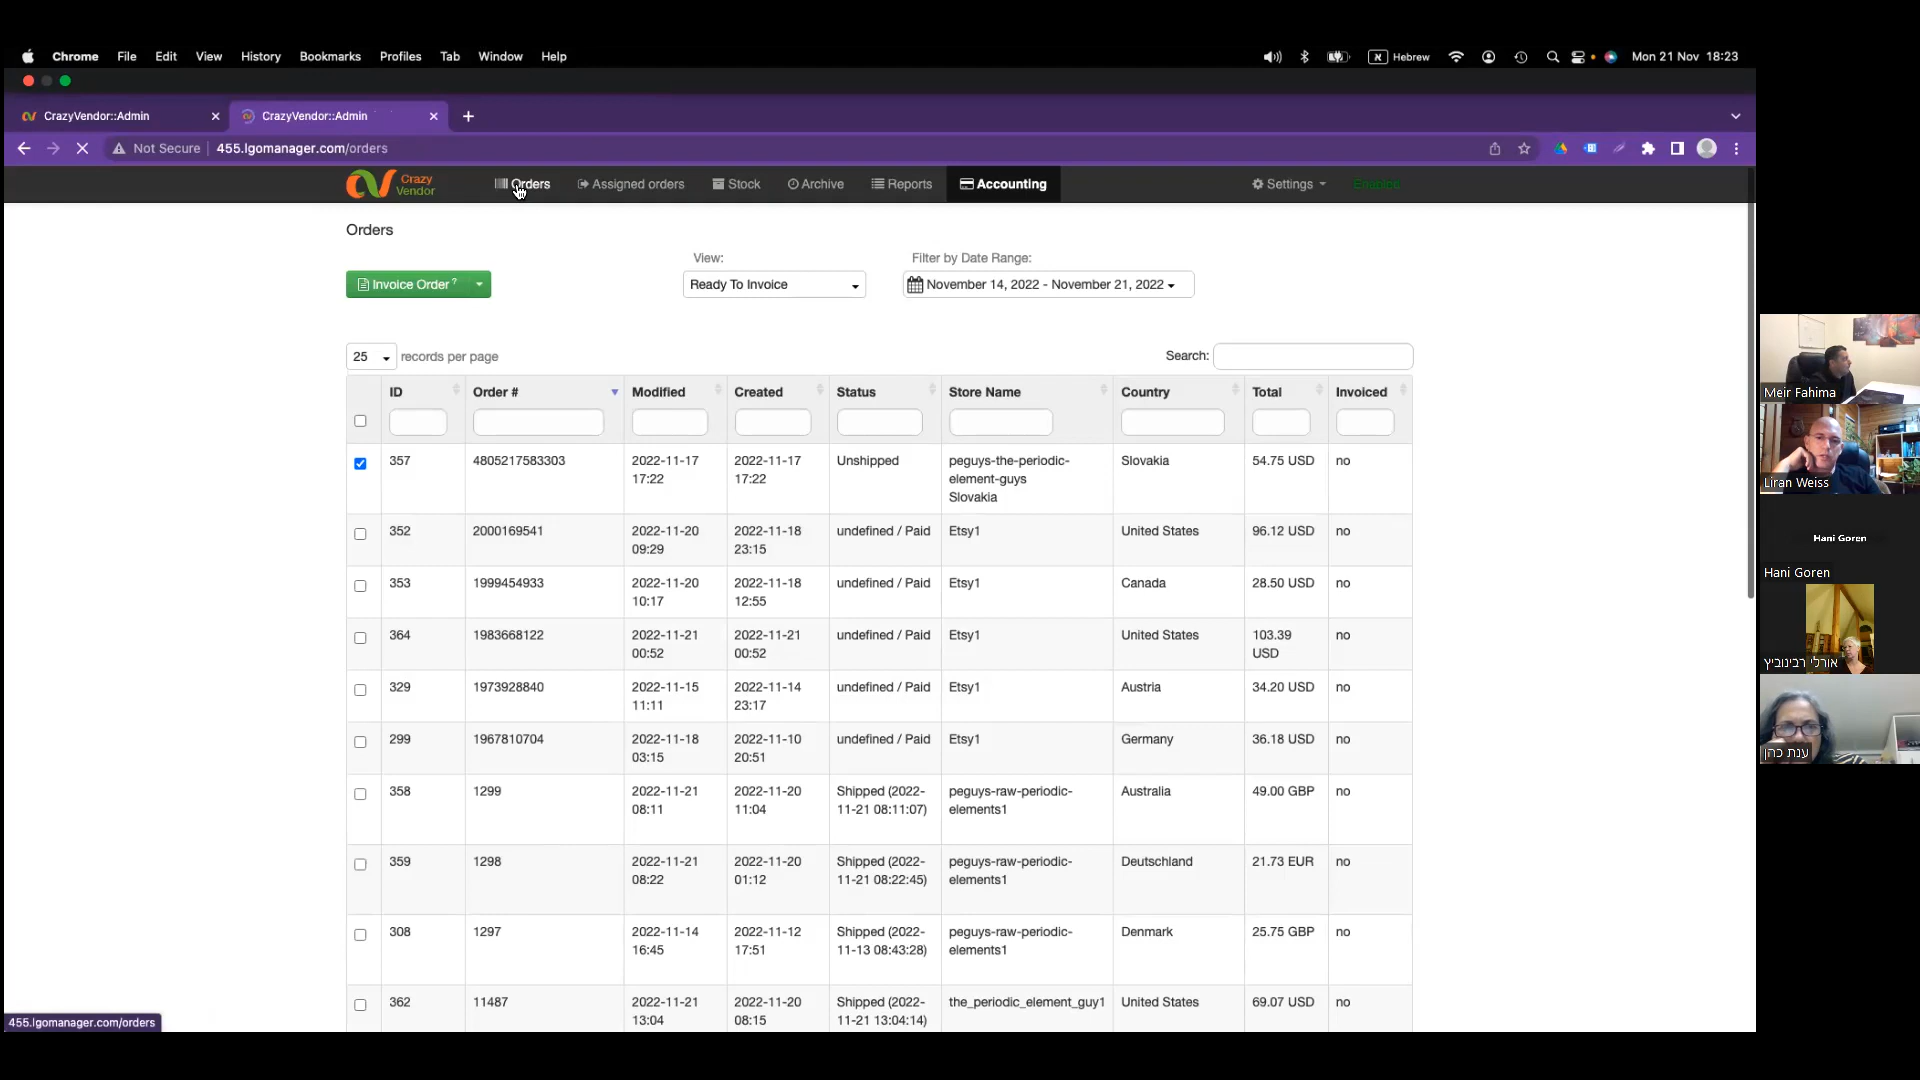 Chrome File Edit View History Bookmarks Profiles Tab Window Help
Hebrew Mon 21 Nov 18:23
CrazyVendor::Admin CrazyVendor::Admin
Not Secure 455.lgomanager.com/orders
Crazy Vendor Orders Assigned orders Stock Archive Reports Accounting Settings Enabled
Orders
View: Filter by Date Range:
Invoice Order ? Ready To Invoice November 14, 2022 - November 21, 2022
25 records per page Search:
ID Order # Modified Created Status Store Name Country Total Invoiced
357 4805217583303 2022-11-17 17:22 2022-11-17 17:22 Unshipped peguys-the-periodic-element-guys Slovakia Slovakia 54.75 USD no
352 2000169541 2022-11-20 09:29 2022-11-18 23:15 undefined / Paid Etsy1 United States 96.12 USD no
353 1999454933 2022-11-20 10:17 2022-11-18 12:55 undefined / Paid Etsy1 Canada 28.50 USD no
364 1983668122 2022-11-21 00:52 2022-11-21 00:52 undefined / Paid Etsy1 United States 103.39 USD no
329 1973928840 2022-11-15 11:11 2022-11-14 23:17 undefined / Paid Etsy1 Austria 34.20 USD no
299 1967810704 2022-11-18 03:15 2022-11-10 20:51 undefined / Paid Etsy1 Germany 36.18 USD no
358 1299 2022-11-21 08:11 2022-11-20 11:04 Shipped (2022-11-21 08:11:07) peguys-raw-periodic-elements1 Australia 49.00 GBP no
359 1298 2022-11-21 08:22 2022-11-20 01:12 Shipped (2022-11-21 08:22:45) peguys-raw-periodic-elements1 Deutschland 21.73 EUR no
308 1297 2022-11-14 16:45 2022-11-12 17:51 Shipped (2022-11-13 08:43:28) peguys-raw-periodic-elements1 Denmark 25.75 GBP no
362 11487 2022-11-21 13:04 2022-11-20 08:15 Shipped (2022-11-21 13:04:14) the_periodic_element_guy1 United States 69.07 USD no
455.lgomanager.com/orders
Meir Fahima
Liran Weiss
Hani Goren
Hani Goren
אורלי רבינוביץ
ענת כהן